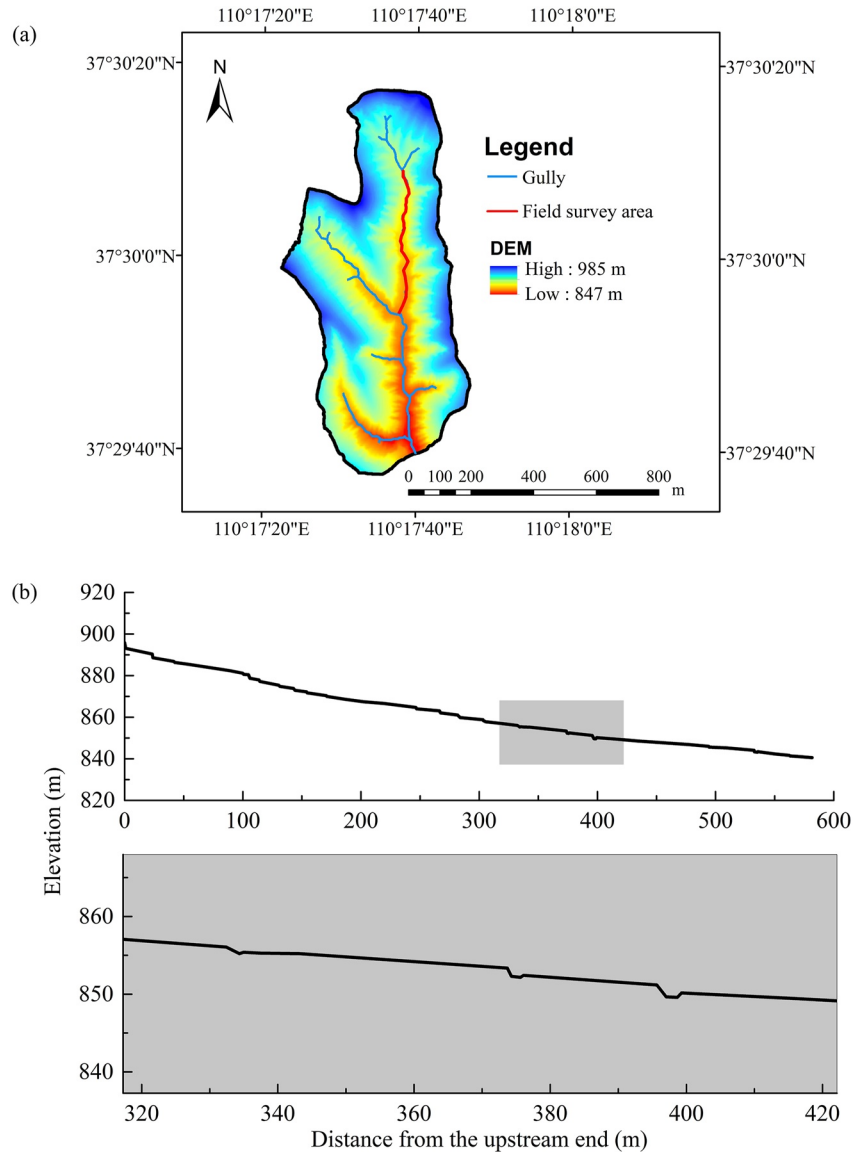 (a)
110°17'20"E 110°17'40"E 110°18'0"E
37°30'20"N 37°30'20"N
N
Legend
Gully
Field survey area
37°30'0"N 37°30'0"N
DEM
High : 985 m
Low : 847 m
37°29'40"N 37°29'40"N
0 100 200 400 600 800
m
110°17'20"E 110°17'40"E 110°18'0"E
(b)
920
900
880
860
840
820
0 100 200 300 400 500 600
Elevation (m)
860
850
840
320 340 360 380 400 420
Distance from the upstream end (m)